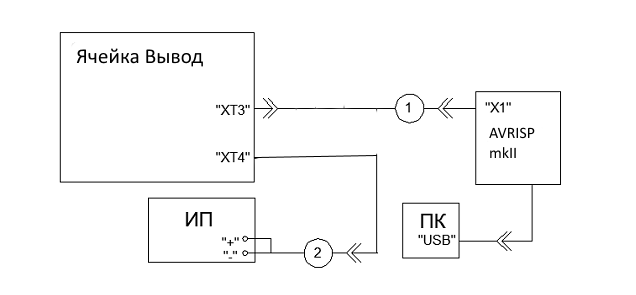 Ячейка Вывод
"XT3"
1
"X1"
AVRISP
mkII
"XT4"
ИП
"+"
"-"
2
ПК
"USB"